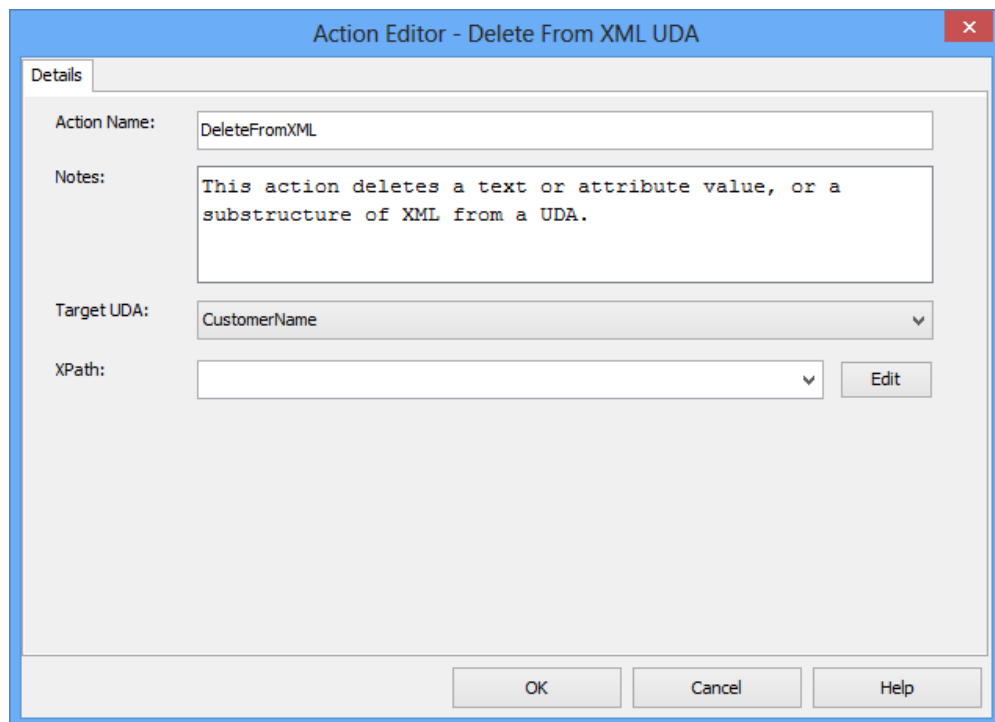 Action Editor - Delete From XML UDA
Details
Action Name:
DeleteFromXML
Notes:
This action deletes a text or attribute value, or a
substructure of XML from a UDA.
Target UDA:
CustomerName
XPath:
Edit
OK
Cancel
Help